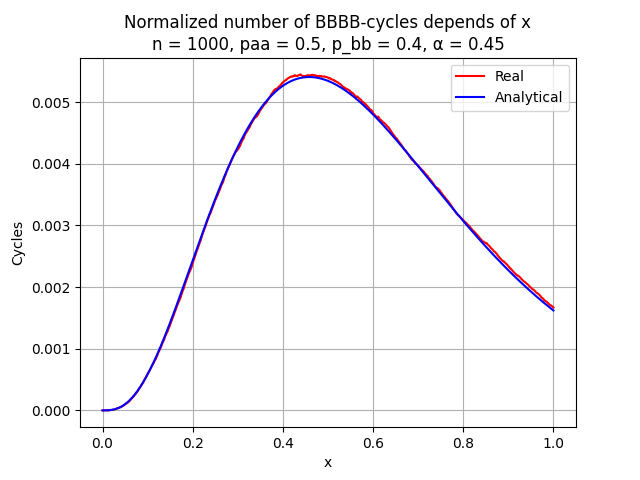 Normalized number of BBBB-cycles depends of x
n = 1000, paa = 0.5, p_bb = 0.4, α = 0.45
Real
Analytical
0.005
0.004
0.003
0.002
0.001
0.000
Cycles
0.0 0.2 0.4 0.6 0.8 1.0
x